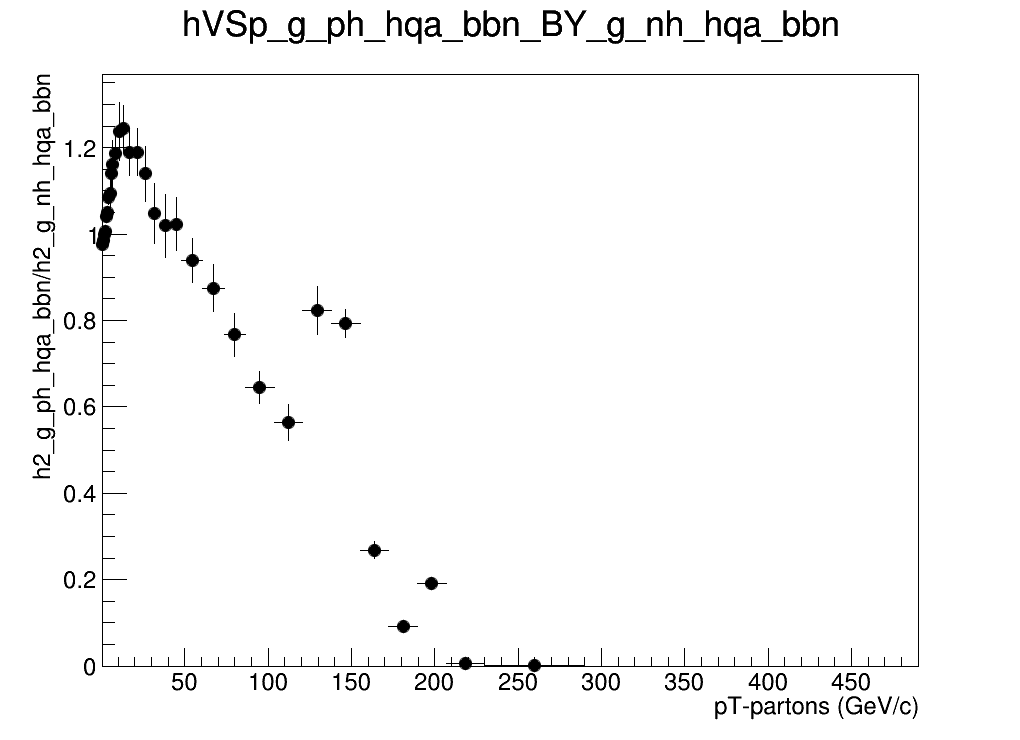 hVSp_g_ph_hqa_bbn_BY_g_nh_hqa_bbn
h2_g_ph_hqa_bbn/h2_g_nh_hqa_bbn
1.2
1
0.8
0.6
0.4
0.2
0
50 100 150 200 250 300 350 400 450
pT-partons (GeV/c)